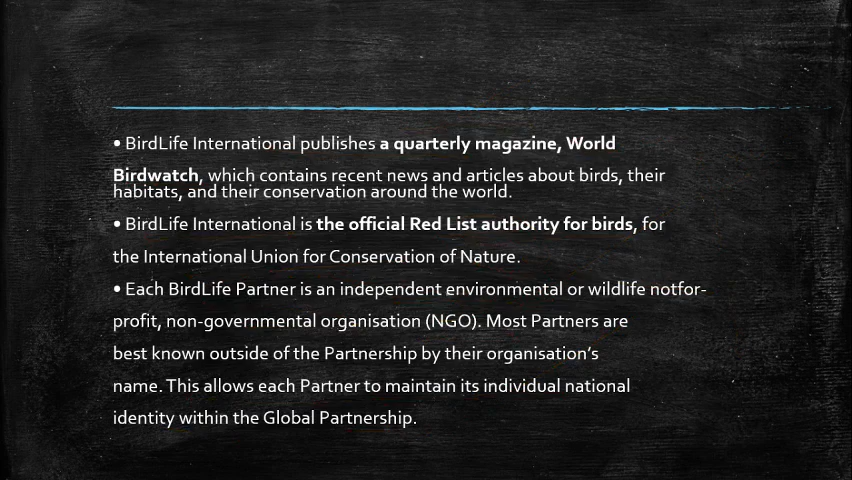 • BirdLife International publishes a quarterly magazine, World
Birdwatch, which contains recent news and articles about birds, their
habitats, and their conservation around the world.
• BirdLife International is the official Red List authority for birds, for
the International Union for Conservation of Nature.
• Each BirdLife Partner is an independent environmental or wildlife notfor-
profit, non-governmental organisation (NGO). Most Partners are
best known outside of the Partnership by their organisation’s
name. This allows each Partner to maintain its individual national
identity within the Global Partnership.